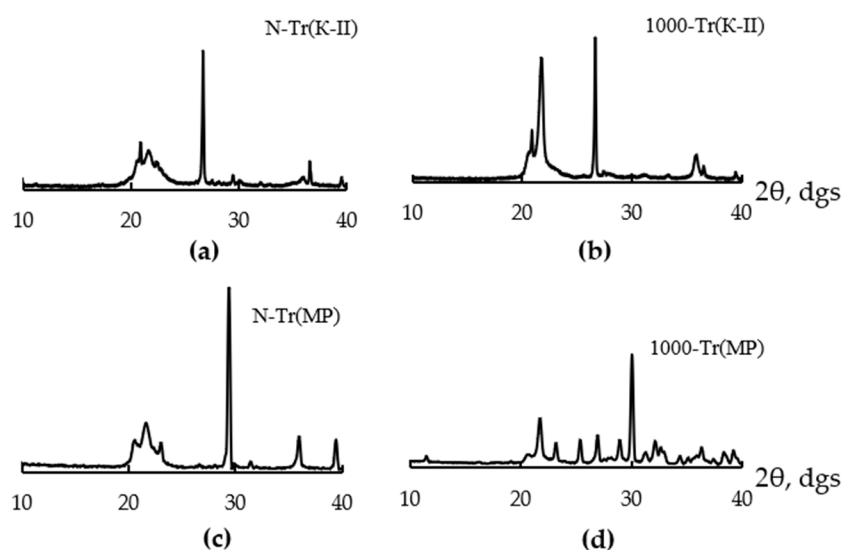 N-Tr(K-II)
1000-Tr(K-II)
10 20 30 40
10 20 30 40
2θ, dgs
(a)
(b)
N-Tr(MP)
1000-Tr(MP)
10 20 30 40
10 20 30 40
2θ, dgs
(c)
(d)